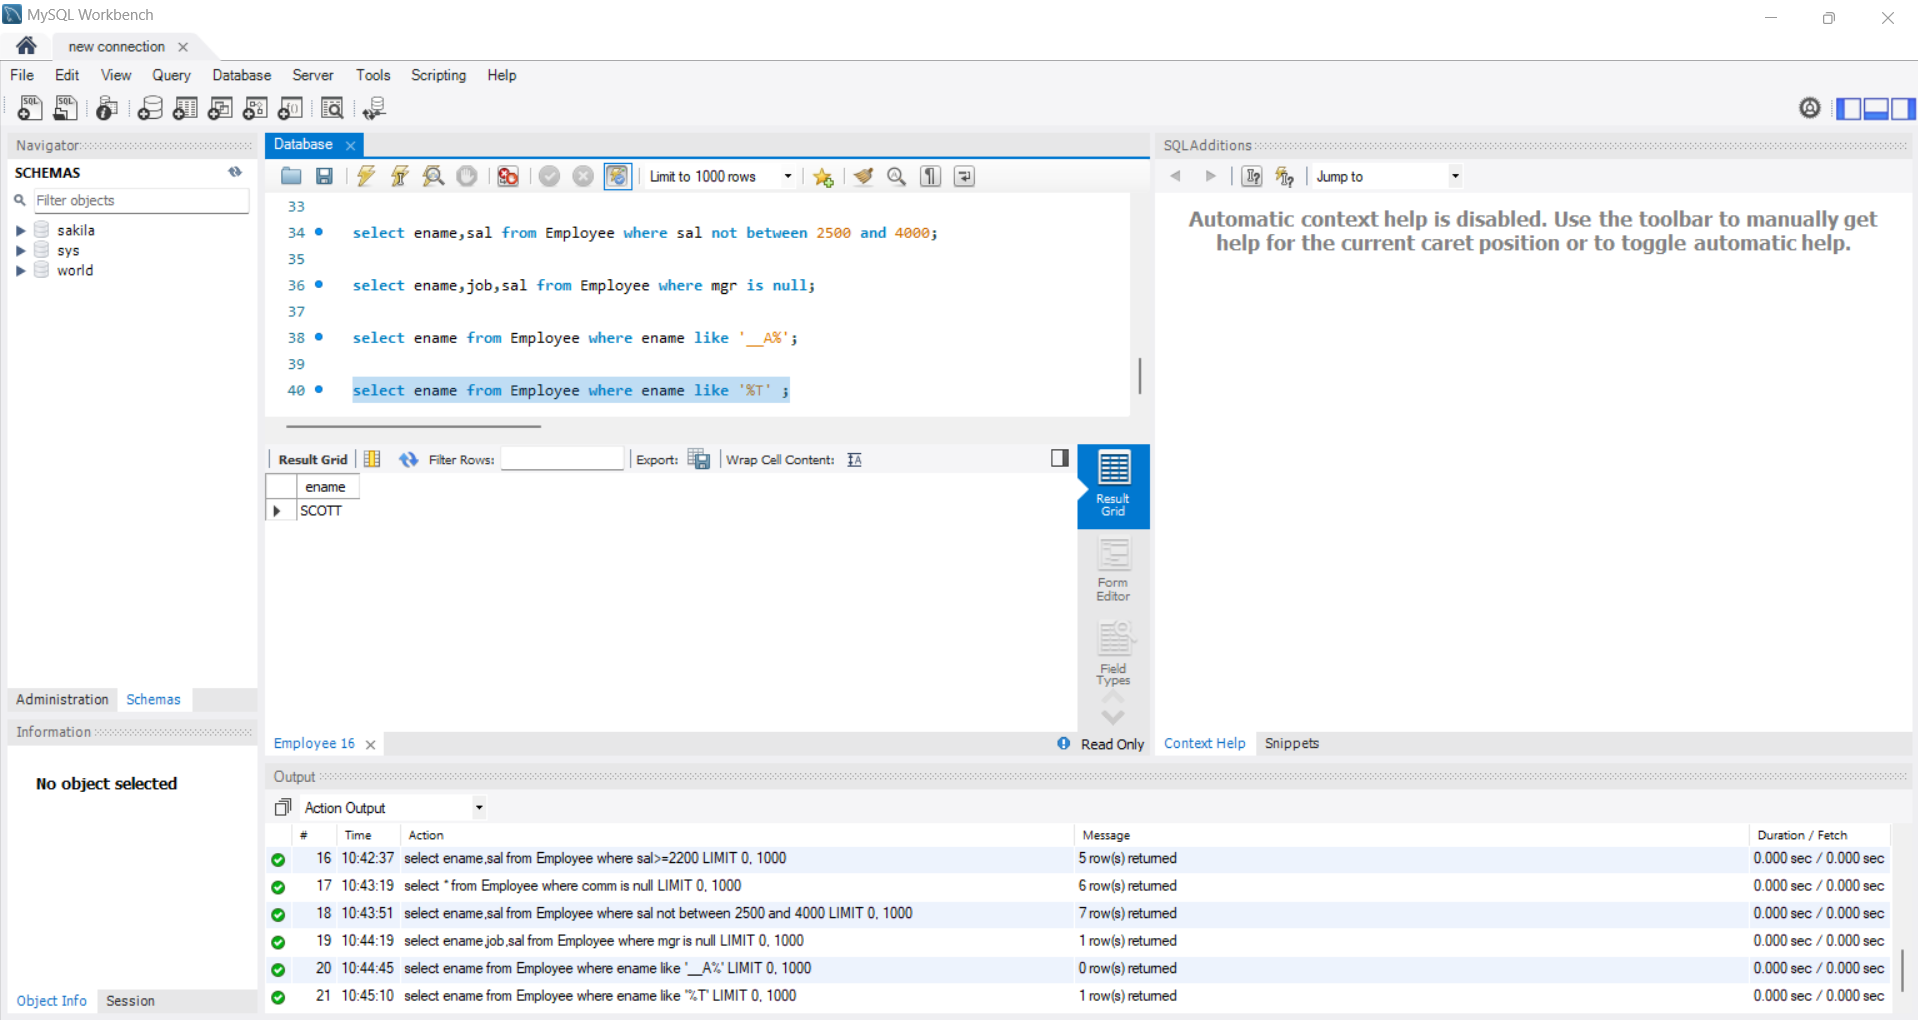 MySQL Workbench
new connection
File Edit View Query Database Server Tools Scripting Help
Navigator
SCHEMAS
Filter objects
sakila
sys
world
Administration Schemas
Information
No object selected
Object Info Session
Database
Limit to 1000 rows
33
34 select ename,sal from Employee where sal not between 2500 and 4000;
35
36 select ename,job,sal from Employee where mgr is null;
37
38 select ename from Employee where ename like '__A%';
39
40 select ename from Employee where ename like '%T' ;
Result Grid Filter Rows: Export: Wrap Cell Content:
ename
SCOTT
Result
Grid
Form
Editor
Field
Types
Employee 16 Read Only
SQLAdditions
Jump to
Automatic context help is disabled. Use the toolbar to manually get
help for the current caret position or to toggle automatic help.
Context Help Snippets
Output
Action Output
# Time Action Message Duration / Fetch
16 10:42:37 select ename,sal from Employee where sal>=2200 LIMIT 0, 1000 5 row(s) returned 0.000 sec / 0.000 sec
17 10:43:19 select * from Employee where comm is null LIMIT 0, 1000 6 row(s) returned 0.000 sec / 0.000 sec
18 10:43:51 select ename,sal from Employee where sal not between 2500 and 4000 LIMIT 0, 1000 7 row(s) returned 0.000 sec / 0.000 sec
19 10:44:19 select ename,job,sal from Employee where mgr is null LIMIT 0, 1000 1 row(s) returned 0.000 sec / 0.000 sec
20 10:44:45 select ename from Employee where ename like '__A%' LIMIT 0, 1000 0 row(s) returned 0.000 sec / 0.000 sec
21 10:45:10 select ename from Employee where ename like '%T' LIMIT 0, 1000 1 row(s) returned 0.000 sec / 0.000 sec